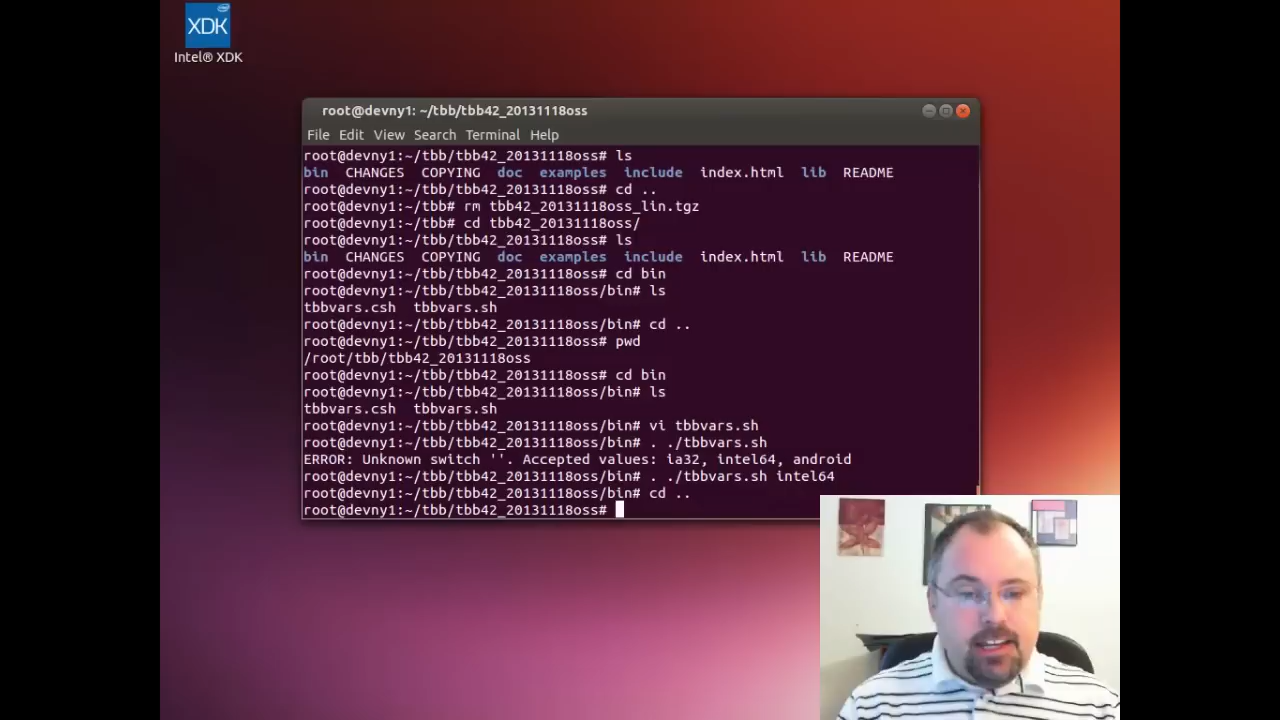 XDK
Intel® XDK
root@devny1: ~/tbb/tbb42_20131118oss
File Edit View Search Terminal Help
root@devny1:~/tbb/tbb42_20131118oss# ls
bin CHANGES COPYING doc examples include index.html lib README
root@devny1:~/tbb/tbb42_20131118oss# cd ..
root@devny1:~/tbb# rm tbb42_20131118oss_lin.tgz
root@devny1:~/tbb# cd tbb42_20131118oss/
root@devny1:~/tbb/tbb42_20131118oss# ls
bin CHANGES COPYING doc examples include index.html lib README
root@devny1:~/tbb/tbb42_20131118oss# cd bin
root@devny1:~/tbb/tbb42_20131118oss/bin# ls
tbbvars.csh tbbvars.sh
root@devny1:~/tbb/tbb42_20131118oss/bin# cd ..
root@devny1:~/tbb/tbb42_20131118oss# pwd
/root/tbb/tbb42_20131118oss
root@devny1:~/tbb/tbb42_20131118oss# cd bin
root@devny1:~/tbb/tbb42_20131118oss/bin# ls
tbbvars.csh tbbvars.sh
root@devny1:~/tbb/tbb42_20131118oss/bin# vi tbbvars.sh
root@devny1:~/tbb/tbb42_20131118oss/bin# . ./tbbvars.sh
ERROR: Unknown switch ''. Accepted values: ia32, intel64, android
root@devny1:~/tbb/tbb42_20131118oss/bin# . ./tbbvars.sh intel64
root@devny1:~/tbb/tbb42_20131118oss/bin# cd ..
root@devny1:~/tbb/tbb42_20131118oss#